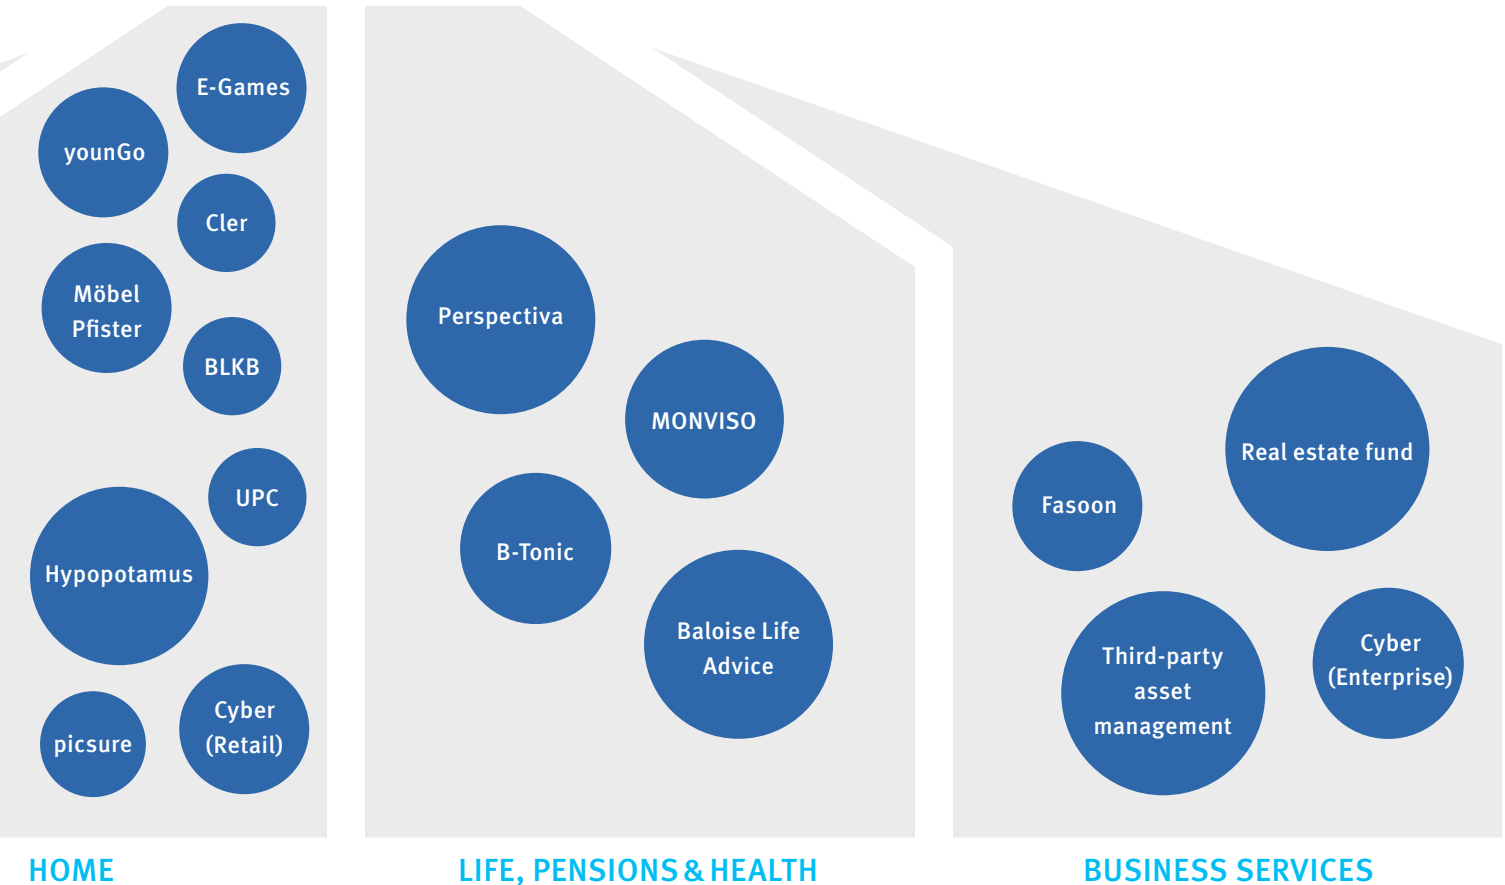 E-Games
younGo
Cler
Möbel
Pfister
BLKB
UPC
Hypopotamus
Cyber
(Retail)
picsure
HOME
Perspectiva
MONVISO
B-Tonic
Baloise Life
Advice
LIFE, PENSIONS & HEALTH
Real estate fund
Fasoon
Cyber
(Enterprise)
Third-party
asset
management
BUSINESS SERVICES